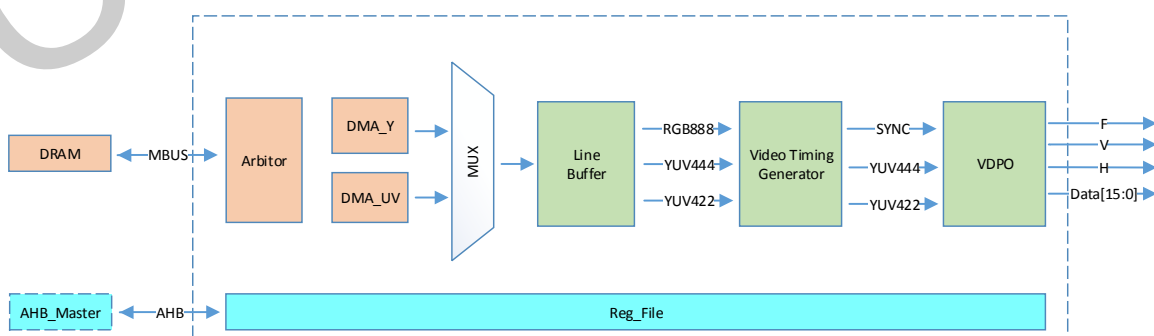 DRAM
MBUS
Arbitor
DMA_Y
DMA_UV
MUX
Line
Buffer
RGB888
YUV444
YUV422
Video Timing
Generator
SYNC
YUV444
YUV422
VDPO
F
V
H
Data[15:0]
AHB_Master
AHB
Reg_File